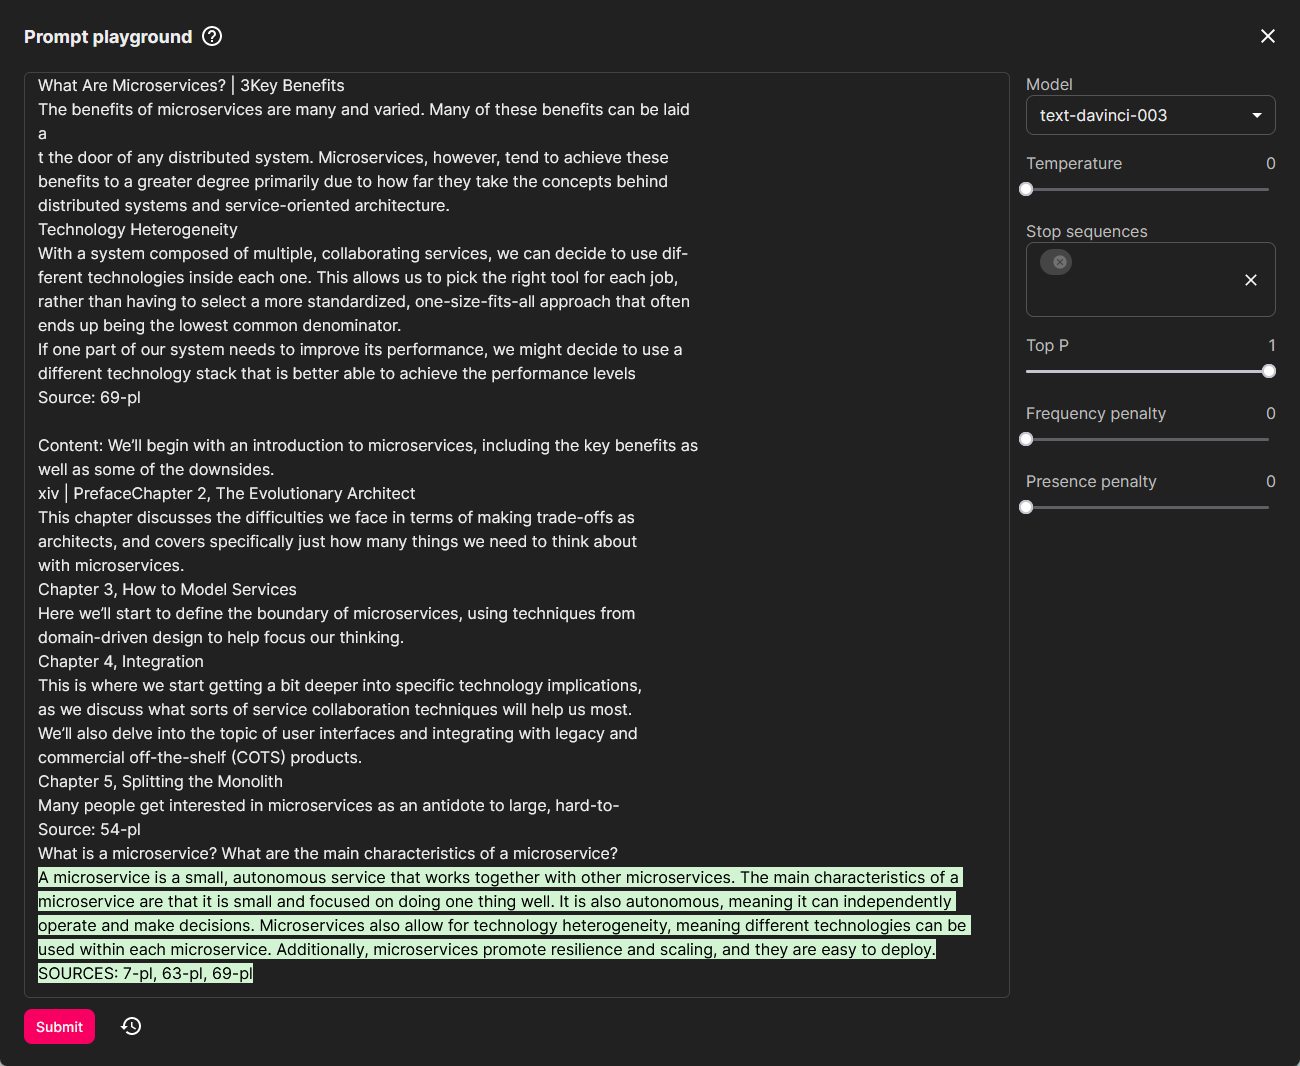 Prompt playground
What Are Microservices? | 3Key Benefits
The benefits of microservices are many and varied. Many of these benefits can be laid
a
t the door of any distributed system. Microservices, however, tend to achieve these
benefits to a greater degree primarily due to how far they take the concepts behind
distributed systems and service-oriented architecture.
Technology Heterogeneity
With a system composed of multiple, collaborating services, we can decide to use dif-
ferent technologies inside each one. This allows us to pick the right tool for each job,
rather than having to select a more standardized, one-size-fits-all approach that often
ends up being the lowest common denominator.
If one part of our system needs to improve its performance, we might decide to use a
different technology stack that is better able to achieve the performance levels
Source: 69-pl
Content: We’ll begin with an introduction to microservices, including the key benefits as
well as some of the downsides.
xiv | PrefaceChapter 2, The Evolutionary Architect
This chapter discusses the difficulties we face in terms of making trade-offs as
architects, and covers specifically just how many things we need to think about
with microservices.
Chapter 3, How to Model Services
Here we’ll start to define the boundary of microservices, using techniques from
domain-driven design to help focus our thinking.
Chapter 4, Integration
This is where we start getting a bit deeper into specific technology implications,
as we discuss what sorts of service collaboration techniques will help us most.
We’ll also delve into the topic of user interfaces and integrating with legacy and
commercial off-the-shelf (COTS) products.
Chapter 5, Splitting the Monolith
Many people get interested in microservices as an antidote to large, hard-to-
Source: 54-pl
What is a microservice? What are the main characteristics of a microservice?
A microservice is a small, autonomous service that works together with other microservices. The main characteristics of a
microservice are that it is small and focused on doing one thing well. It is also autonomous, meaning it can independently
operate and make decisions. Microservices also allow for technology heterogeneity, meaning different technologies can be
used within each microservice. Additionally, microservices promote resilience and scaling, and they are easy to deploy.
SOURCES: 7-pl, 63-pl, 69-pl
Submit
Model
text-davinci-003
Temperature 0
Stop sequences
Top P 1
Frequency penalty 0
Presence penalty 0